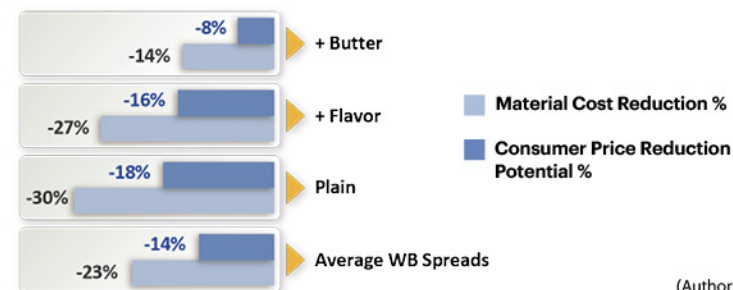 -8%
-14%
+ Butter
-16%
-27%
+ Flavor
-18%
-30%
Plain
-14%
-23%
Average WB Spreads
Material Cost Reduction %
Consumer Price Reduction
Potential %
(Author